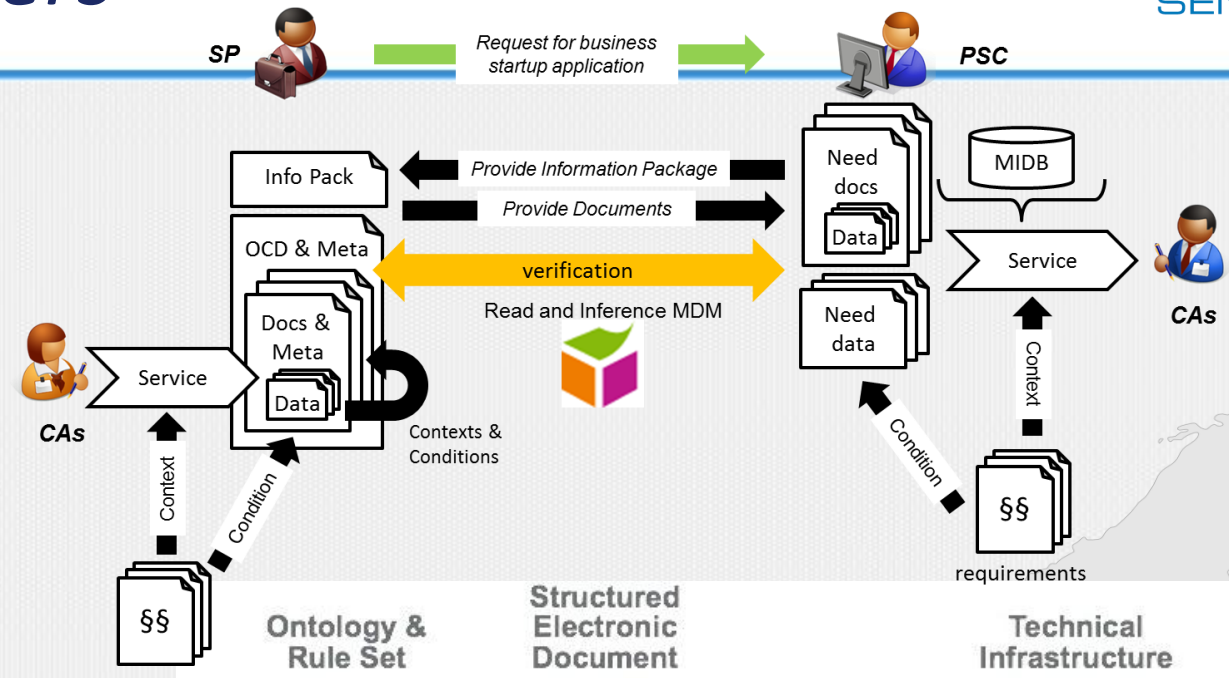 SP
Request for business
startup application
PSC
Info Pack
Provide Information Package
Provide Documents
Need
docs
Data
MIDB
OCD & Meta
verification
Service
Read and Inference MDM
Docs &
Meta
Need
data
CAs
Service
Data
Context
CAs
Contexts &
Conditions
Condition
Context
Condition
§§
requirements
§§
Ontology &
Rule Set
Structured
Electronic
Document
Technical
Infrastructure